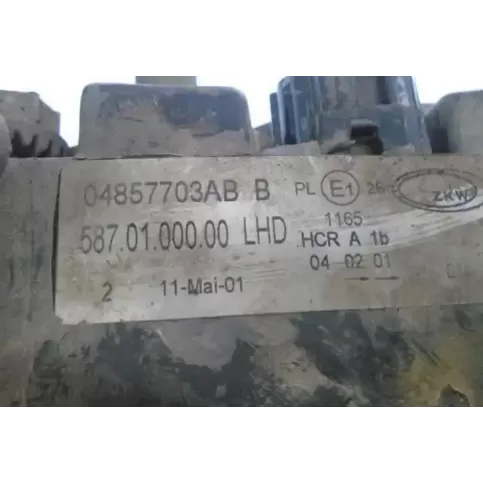 04857703AB B PL E1 25 ZKW
587.01.000.00 LHD 1165
HCR A 1b
2 11-Mai-01 04 02 01